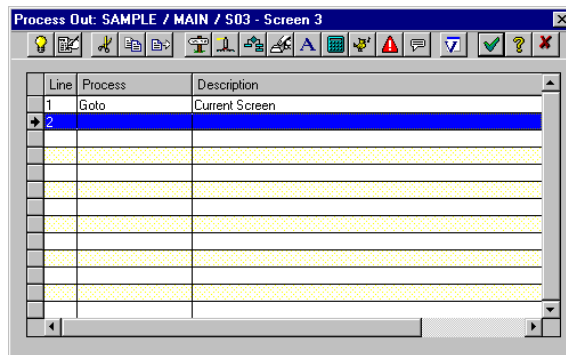 Process Out: SAMPLE / MAIN / S03 - Screen 3
Line Process Description
1 Goto Current Screen
2